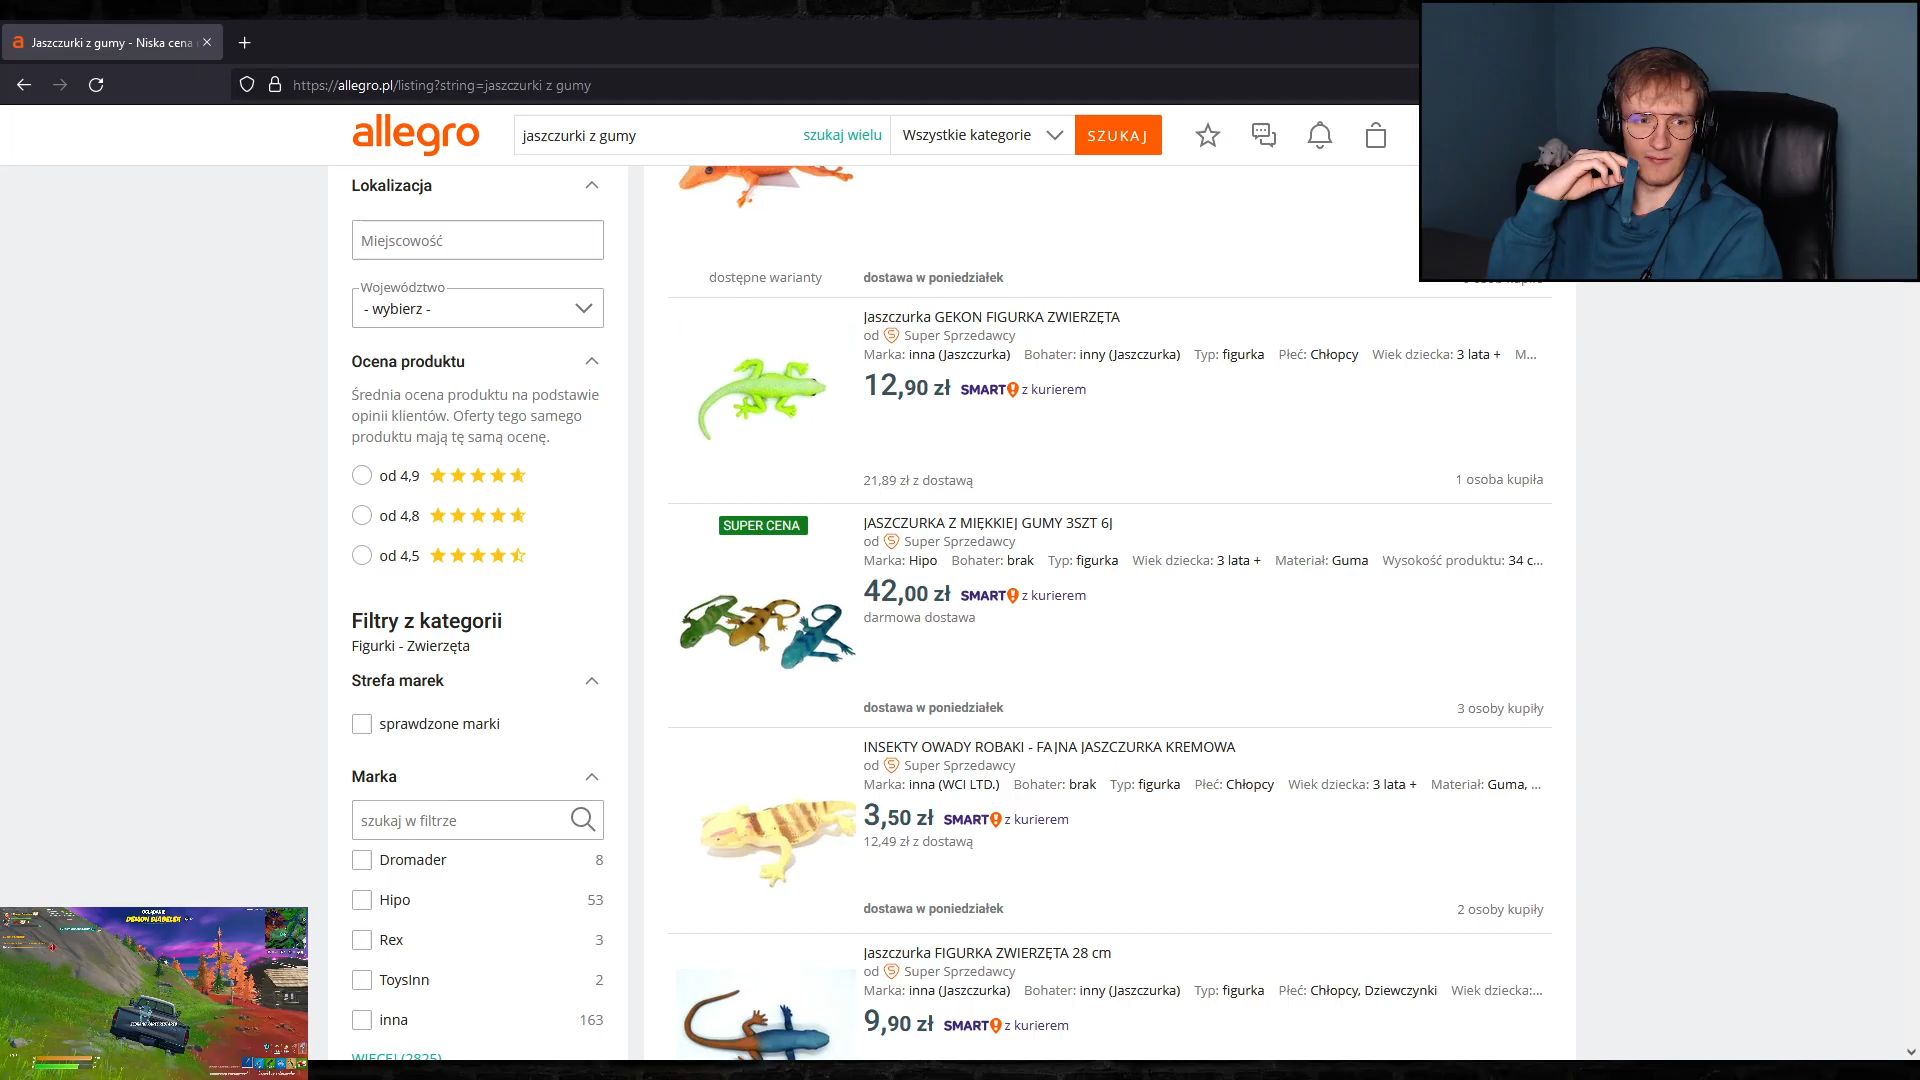 Jaszczurki z gumy - Niska cena
https://allegro.pl/listing?string=jaszczurki z gumy
allegro
jaszczurki z gumy
szukaj wielu
Wszystkie kategorie
SZUKAJ
Lokalizacja
Miejscowość
Województwo
- wybierz -
Ocena produktu
Średnia ocena produktu na podstawie
opinii klientów. Oferty tego samego
produktu mają tę samą ocenę.
od 4,9
od 4,8
od 4,5
Filtry z kategorii
Figurki - Zwierzęta
Strefa marek
sprawdzone marki
Marka
szukaj w filtrze
Dromader 8
Hipo 53
Rex 3
ToysInn 2
inna 163
WIĘCEJ (2825)
dostępne warianty
dostawa w poniedziałek
Jaszczurka GEKON FIGURKA ZWIERZĘTA
od Super Sprzedawcy
Marka: inna (Jaszczurka) Bohater: inny (Jaszczurka) Typ: figurka Płeć: Chłopcy Wiek dziecka: 3 lata + M...
12,90 zł SMART! z kurierem
21,89 zł z dostawą
1 osoba kupiła
SUPER CENA
JASZCZURKA Z MIĘKKIEJ GUMY 3SZT 6J
od Super Sprzedawcy
Marka: Hipo Bohater: brak Typ: figurka Wiek dziecka: 3 lata + Materiał: Guma Wysokość produktu: 34 c...
42,00 zł SMART! z kurierem
darmowa dostawa
dostawa w poniedziałek
3 osoby kupiły
INSEKTY OWADY ROBAKI - FAJNA JASZCZURKA KREMOWA
od Super Sprzedawcy
Marka: inna (WCI LTD.) Bohater: brak Typ: figurka Płeć: Chłopcy Wiek dziecka: 3 lata + Materiał: Guma, ...
3,50 zł SMART! z kurierem
12,49 zł z dostawą
dostawa w poniedziałek
2 osoby kupiły
Jaszczurka FIGURKA ZWIERZĘTA 28 cm
od Super Sprzedawcy
Marka: inna (Jaszczurka) Bohater: inny (Jaszczurka) Typ: figurka Płeć: Chłopcy, Dziewczynki Wiek dziecka:...
9,90 zł SMART! z kurierem